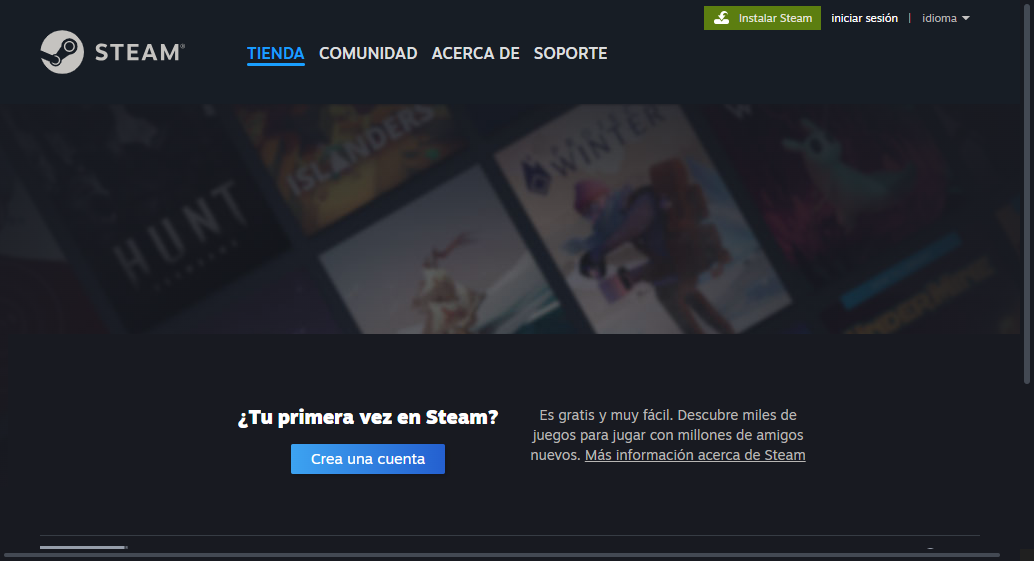 Instalar Steam
iniciar sesión | idioma
STEAM®
TIENDA COMUNIDAD ACERCA DE SOPORTE
HUNT
ISLANDERS
WINTER
¿Tu primera vez en Steam?
Crea una cuenta
Es gratis y muy fácil. Descubre miles de
juegos para jugar con millones de amigos
nuevos. Más información acerca de Steam